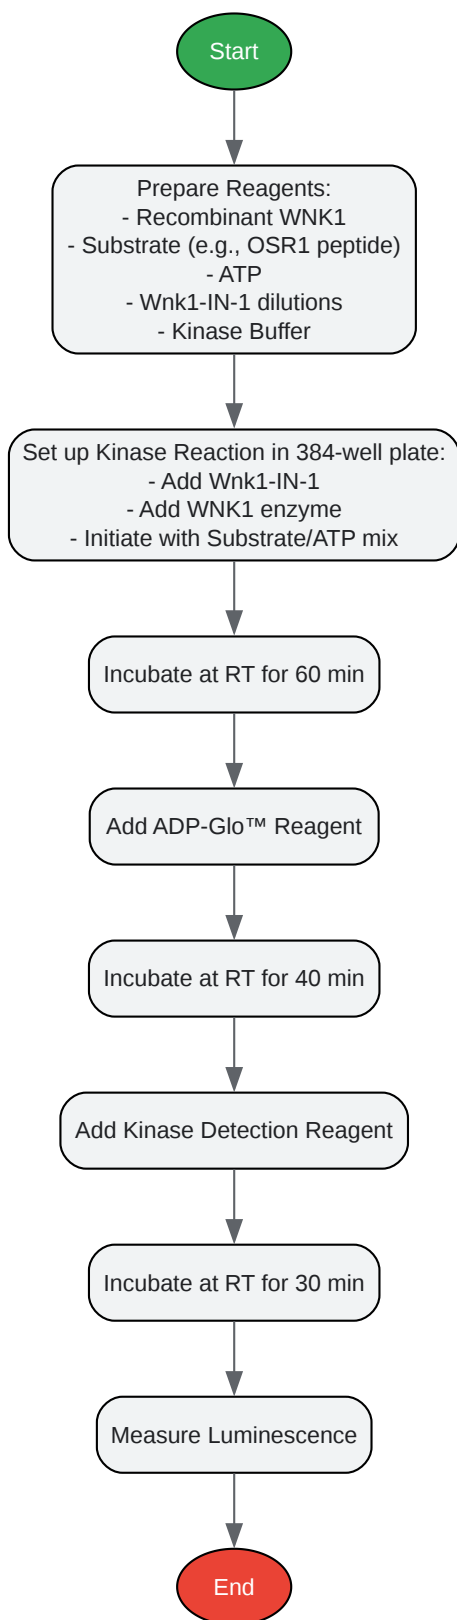 Start
Prepare Reagents:
- Recombinant WNK1
- Substrate (e.g., OSR1 peptide)
- ATP
- Wnk1-IN-1 dilutions
- Kinase Buffer
Set up Kinase Reaction in 384-well plate:
- Add Wnk1-IN-1
- Add WNK1 enzyme
- Initiate with Substrate/ATP mix
Incubate at RT for 60 min
Add ADP-Glo™ Reagent
Incubate at RT for 40 min
Add Kinase Detection Reagent
Incubate at RT for 30 min
Measure Luminescence
End